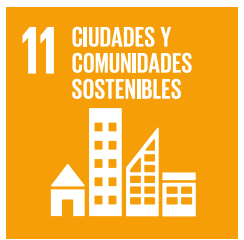 11 CIUDADES Y
COMUNIDADES
SOSTENIBLES